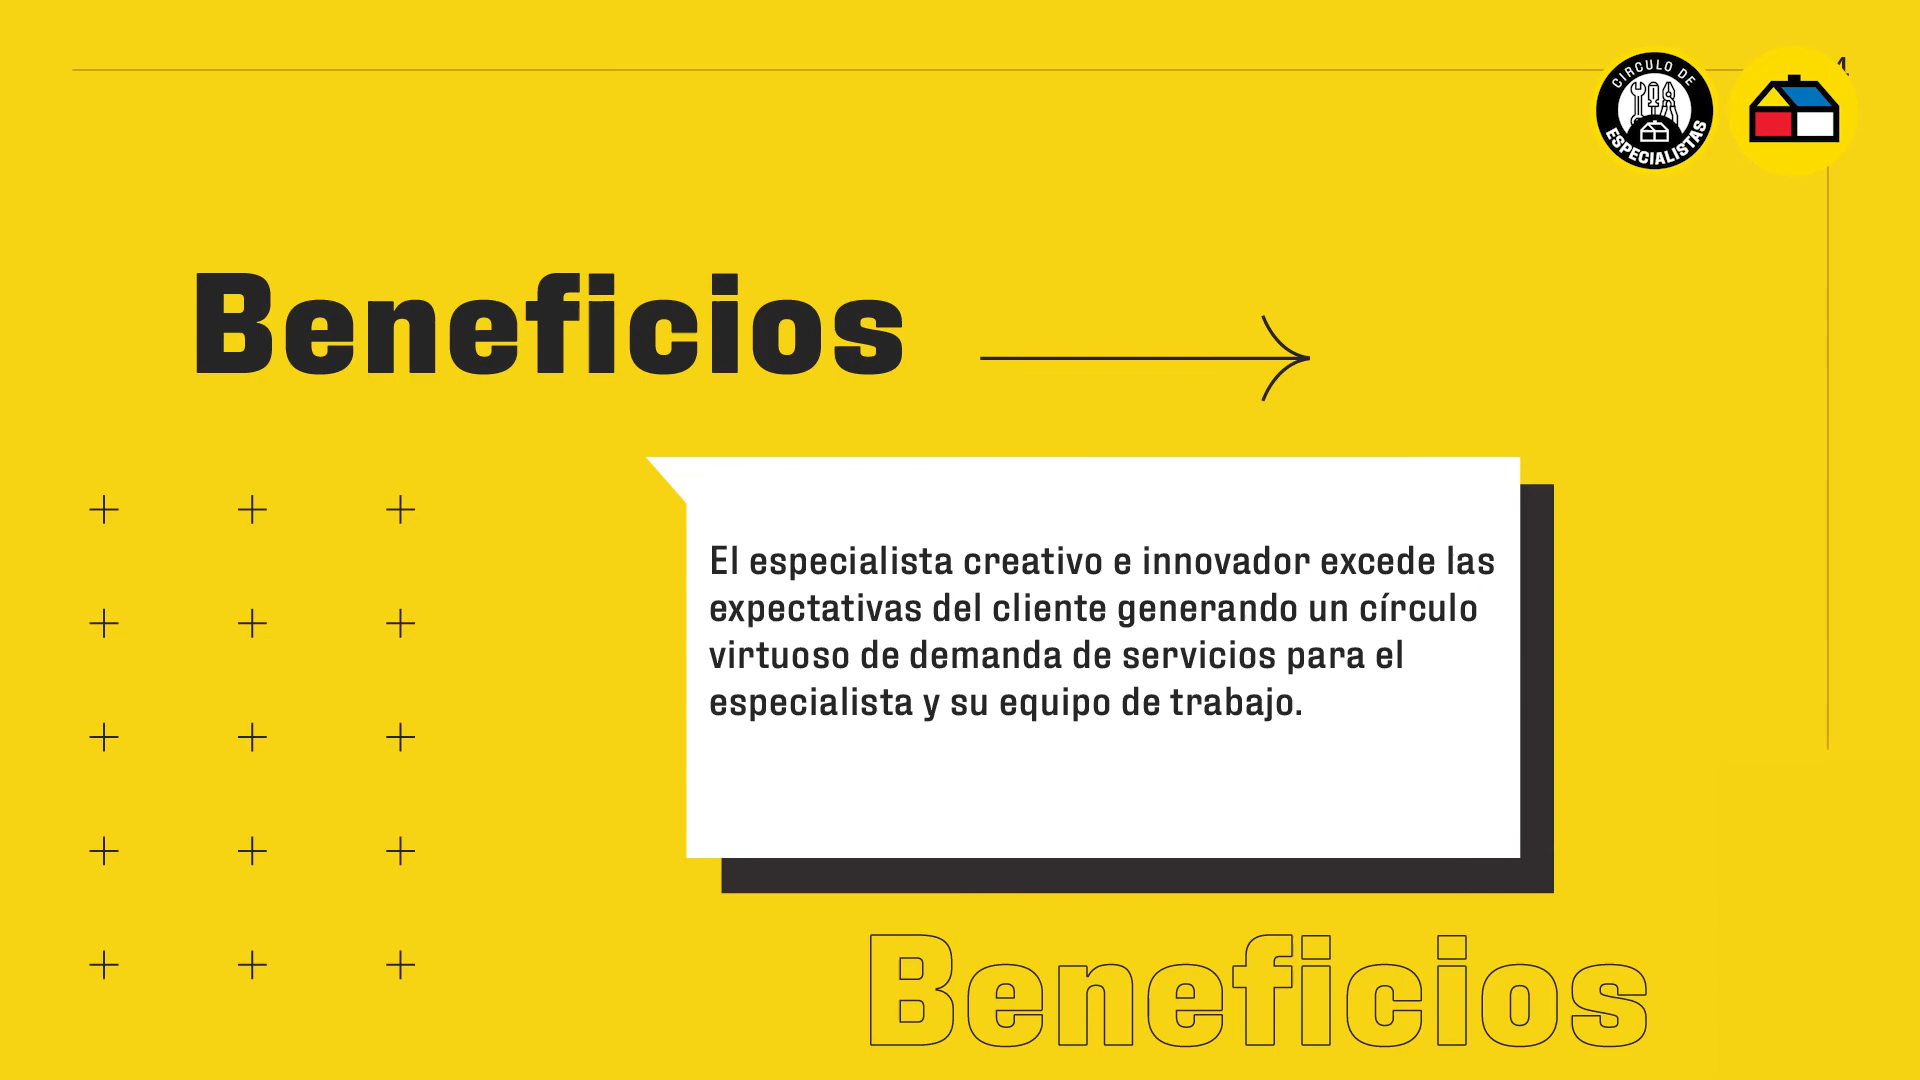 CIRCULO DE
ESPECIALISTAS
Beneficios
El especialista creativo e innovador excede las
expectativas del cliente generando un círculo
virtuoso de demanda de servicios para el
especialista y su equipo de trabajo.
Beneficios